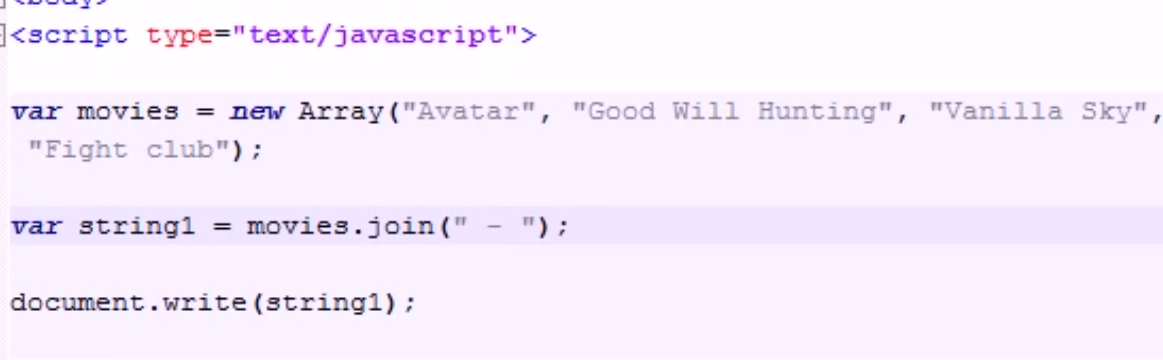 <body>
<script type="text/javascript">
var movies = new Array("Avatar", "Good Will Hunting", "Vanilla Sky",
"Fight club");
var string1 = movies.join(" - ");
document.write(string1);